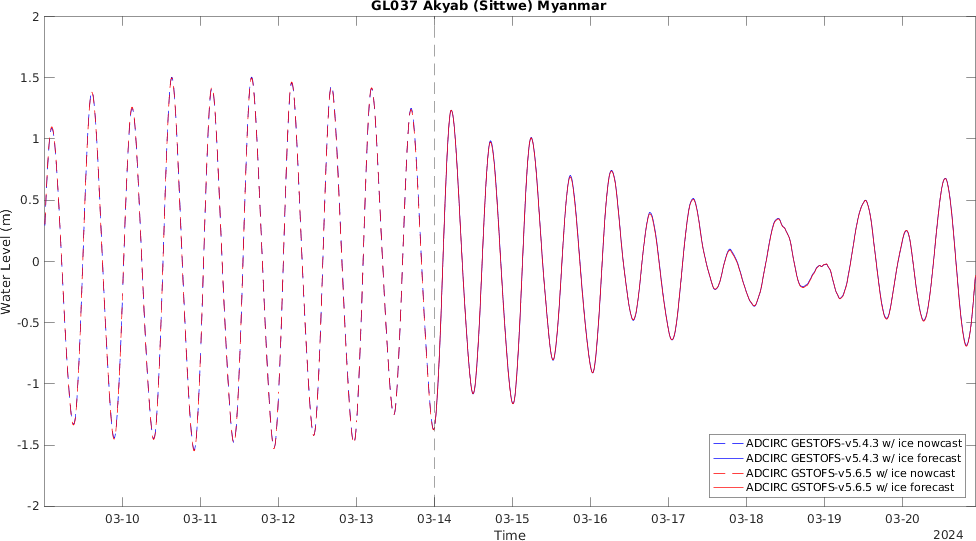 GL037 Akyab (Sittwe) Myanmar
2
1.5
1
0.5
0
-0.5
-1
-1.5
-2
Water Level (m)
ADCIRC GESTOFS-v5.4.3 w/ ice nowcast
ADCIRC GESTOFS-v5.4.3 w/ ice forecast
ADCIRC GSTOFS-v5.6.5 w/ ice nowcast
ADCIRC GSTOFS-v5.6.5 w/ ice forecast
03-10 03-11 03-12 03-13 03-14 03-15 03-16 03-17 03-18 03-19 03-20
Time
2024